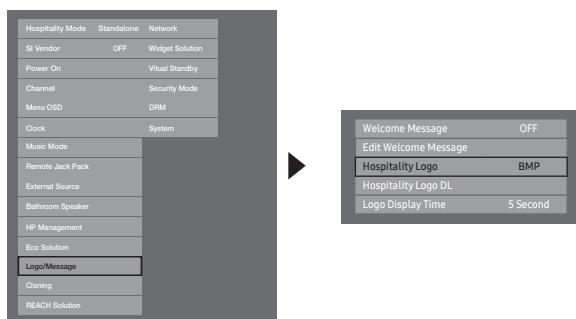 Hospitality Mode Standalone Network
SI Vendor OFF Widget Solution
Power On Vitual Standby
Channel Security Mode
Menu OSD DRM
Clock System
Music Mode
Remote Jack Pack
External Source
Bathroom Speaker
HP Management
Eco Solution
Logo/Message
Cloning
REACH Solution
Welcome Message OFF
Edit Welcome Message
Hospitality Logo BMP
Hospitality Logo DL
Logo Display Time 5 Second